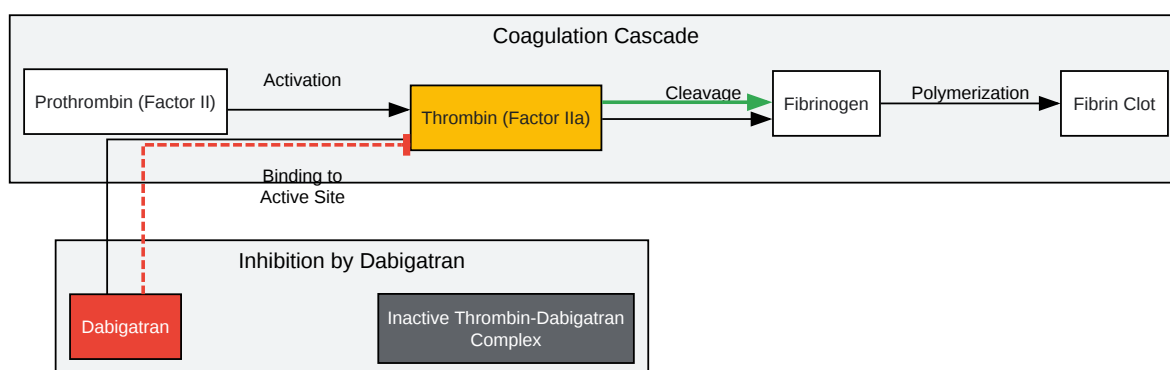 Coagulation Cascade
Prothrombin (Factor II)
Activation
Thrombin (Factor IIa)
Cleavage
Fibrinogen
Polymerization
Fibrin Clot
Binding to
Active Site
Inhibition by Dabigatran
Dabigatran
Inactive Thrombin-Dabigatran
Complex